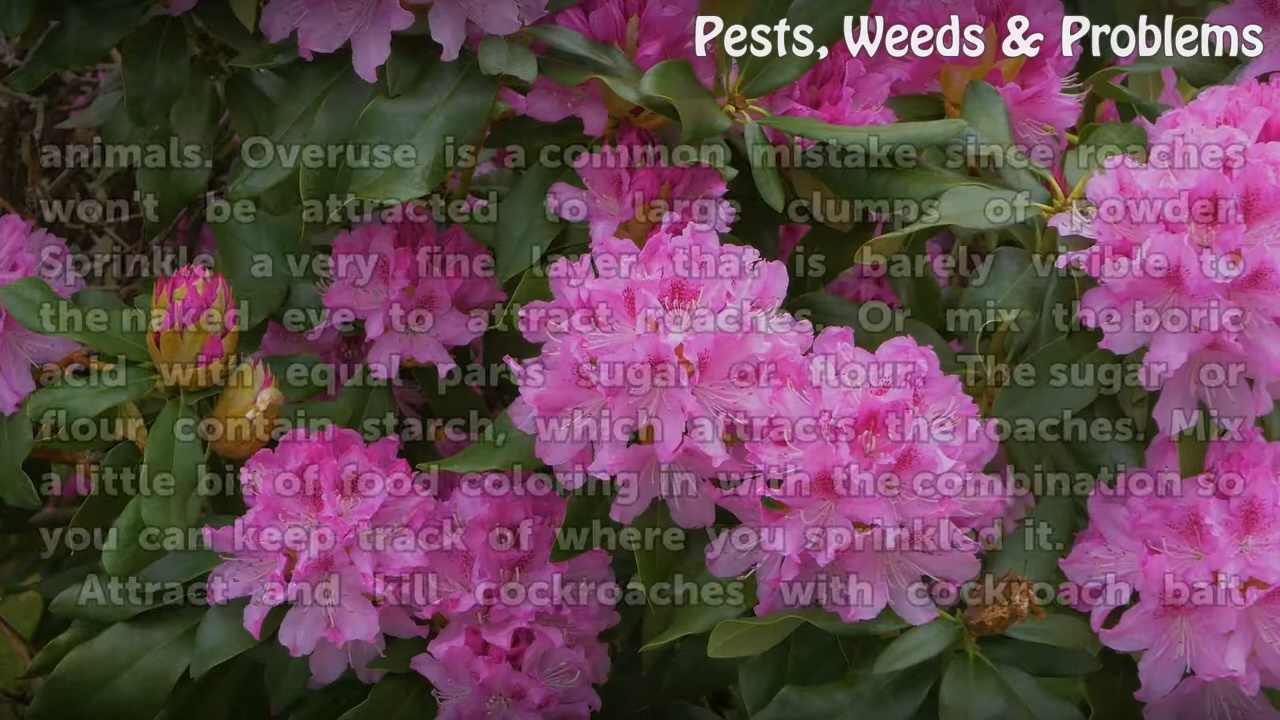 Pests, Weeds & Problems
animals. Overuse is a common mistake since roaches
won't be attracted to large clumps of powder.
Sprinkle a very fine layer that is barely visible to
the naked eye to attract roaches. Or mix the boric
acid with equal parts sugar or flour. The sugar or
flour contain starch, which attracts the roaches. Mix
a little bit of food coloring in with the combination so
you can keep track of where you sprinkled it.
Attract and kill cockroaches with cockroach bait